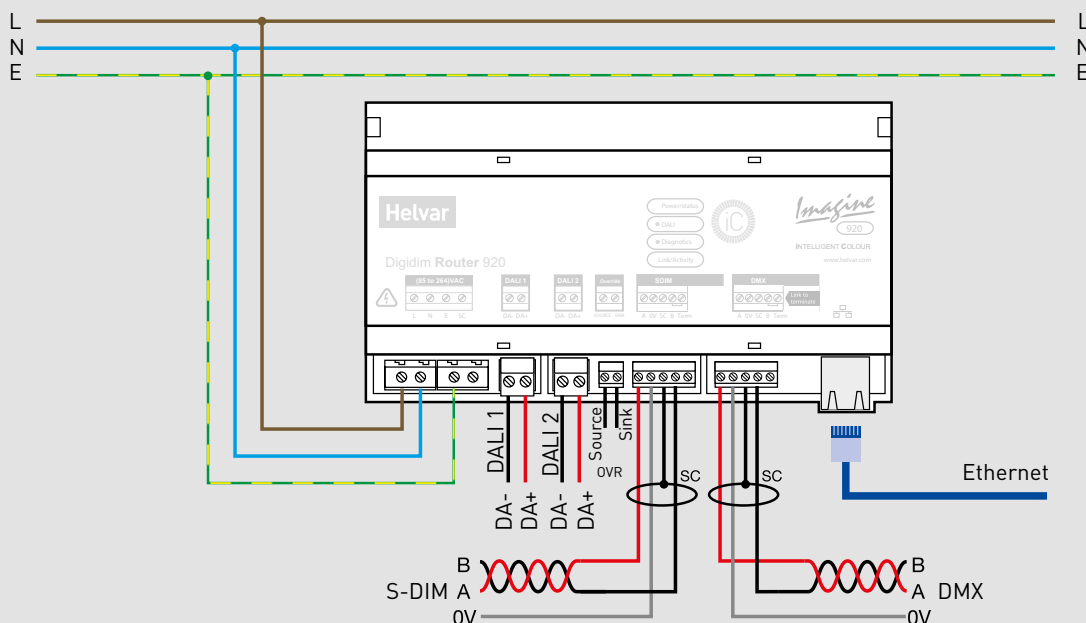 L L
N N
E E
Helvar
Power/status
DALI
Diagnostics
Link/Activity
iC
Imagine
920
INTELLIGENT COLOUR
www.helvar.com
Digidim Router 920
(85 to 264)VAC DALI 1 DALI 2 Override SDIM DMX
Link to
terminate
L N E SC DA- DA+ DA- DA+ SOURCE SINK A 0V SC B Term A 0V SC B Term
DALI 1
DALI 2
Source
Sink
OVR
SC
SC
DA-
DA+
DA-
DA+
Ethernet
B
S-DIM A
0V
B
A DMX
0V